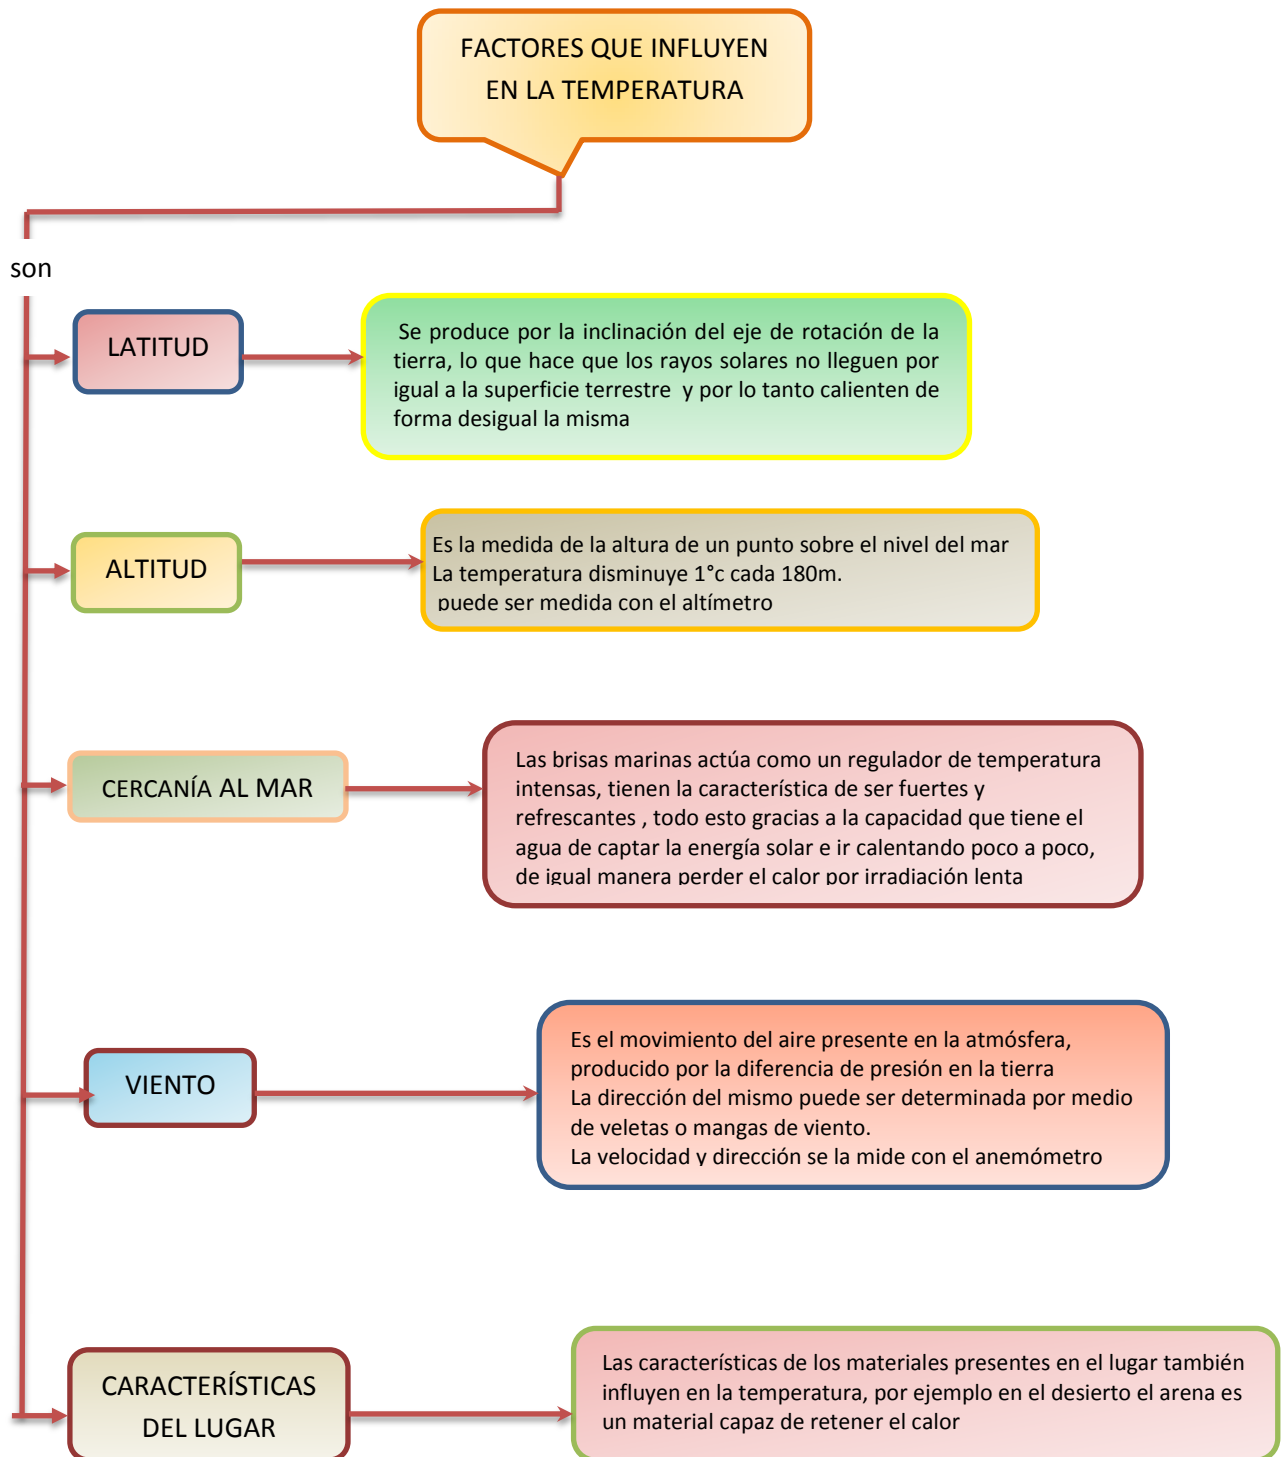 FACTORES QUE INFLUYEN
EN LA TEMPERATURA
son
LATITUD
Se produce por la inclinación del eje de rotación de la
tierra, lo que hace que los rayos solares no lleguen por
igual a la superficie terrestre y por lo tanto calienten de
forma desigual la misma
ALTITUD
Es la medida de la altura de un punto sobre el nivel del mar
La temperatura disminuye 1°c cada 180m.
puede ser medida con el altímetro
CERCANÍA AL MAR
Las brisas marinas actúa como un regulador de temperatura
intensas, tienen la característica de ser fuertes y
refrescantes , todo esto gracias a la capacidad que tiene el
agua de captar la energía solar e ir calentando poco a poco,
de igual manera perder el calor por irradiación lenta
VIENTO
Es el movimiento del aire presente en la atmósfera,
producido por la diferencia de presión en la tierra
La dirección del mismo puede ser determinada por medio
de veletas o mangas de viento.
La velocidad y dirección se la mide con el anemómetro
CARACTERÍSTICAS
DEL LUGAR
Las características de los materiales presentes en el lugar también
influyen en la temperatura, por ejemplo en el desierto el arena es
un material capaz de retener el calor